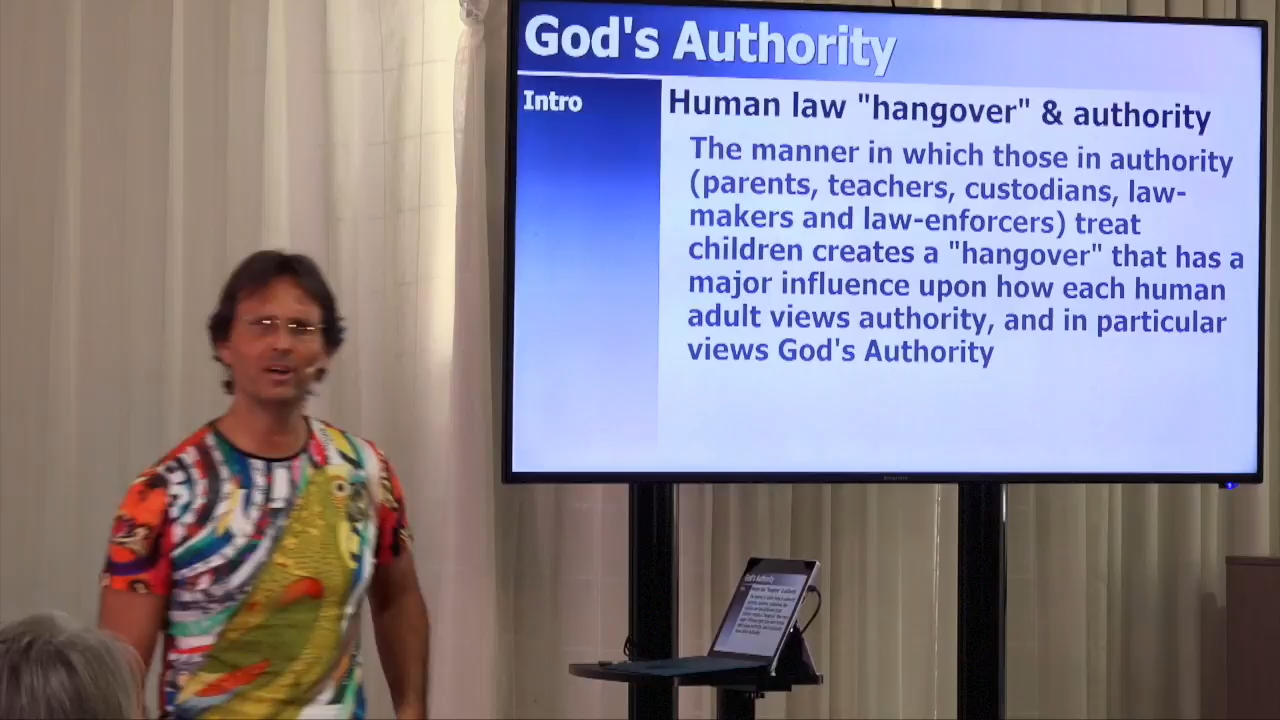 God's Authority
Intro
Human law "hangover" & authority
The manner in which those in authority
(parents, teachers, custodians, law-
makers and law-enforcers) treat
children creates a "hangover" that has a
major influence upon how each human
adult views authority, and in particular
views God's Authority
God's Authority